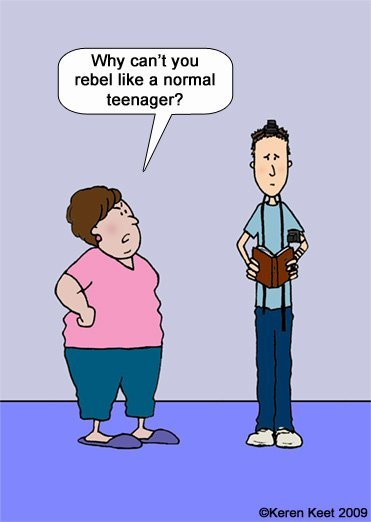 Why can't you
rebel like a normal
teenager?
©Keren Keet 2009